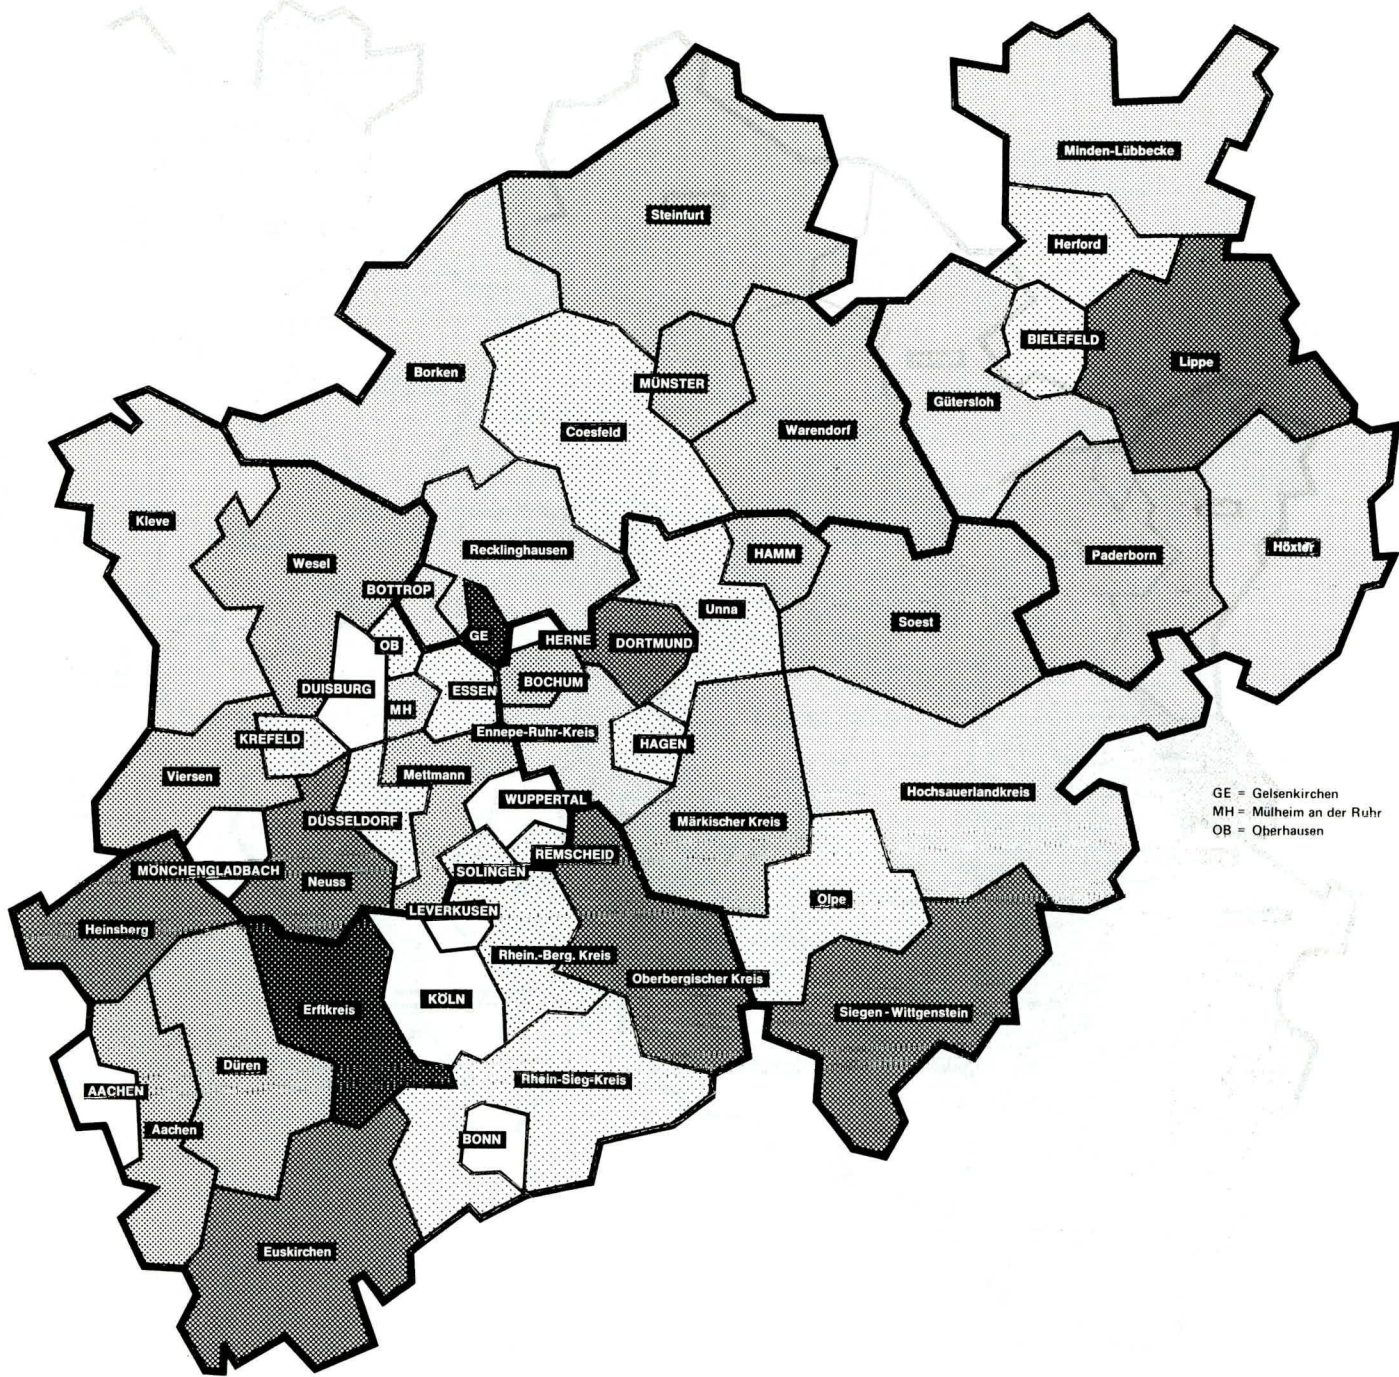 Minden-Lübbecke
Steinfurt
Herford
BIELEFELD
Lippe
Borken
MÜNSTER
Gütersloh
Coesfeld
Warendorf
Kleve
Recklinghausen
HAMM
Paderborn
Höxter
Wesel
BOTTROP
Unna
Soest
GE
HERNE
DORTMUND
OB
DUISBURG
ESSEN
BOCHUM
MH
KREFELD
Ennepe-Ruhr-Kreis
HAGEN
Viersen
Mettmann
Hochsauerlandkreis
WUPPERTAL
GE = Gelsenkirchen
MH = Mülheim an der Ruhr
OB = Oberhausen
DÜSSELDORF
Märkischer Kreis
REMSCHEID
MÖNCHENGLADBACH
SOLINGEN
Neuss
Olpe
LEVERKUSEN
Heinsberg
Rhein.-Berg. Kreis
Oberbergischer Kreis
KÖLN
Erftkreis
Siegen-Wittgenstein
Düren
Rhein-Sieg-Kreis
AACHEN
Aachen
BONN
Euskirchen